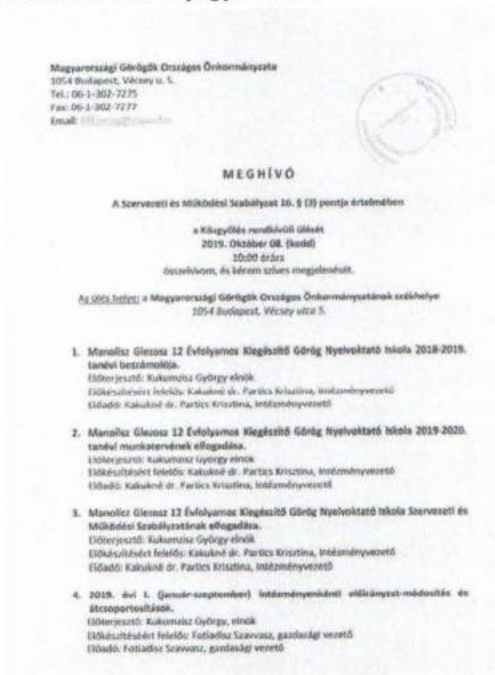 Magyarországi Görögök Országos Önkormányzata
1054 Budapest, Vécsey u. 5.
Tel.: 06-1-302-7275
Fax: 06-1-302-7277
Email:
MEGHÍVÓ
A Szervezeti és Működési Szabályzat 16. § (3) pontja értelmében
a Közgyűlés rendkívüli ülését
2019. Október 08. (kedd)
10:00 órára
összehívom, és kérem szíves megjelenését.
Az ülés helye: a Magyarországi Görögök Országos Önkormányzatának székhelye
1054 Budapest, Vécsey utca 5.
1. Manolisz Glezosz 12 Évfolyamos Kiegészítő Görög Nyelvoktató Iskola 2018-2019.
tanévi beszámolója.
Előterjesztő: Kukumzisz György elnök
Előkészítésért felelős: Kakukné dr. Partics Krisztina, intézményvezető
Előadó: Kakukné dr. Partics Krisztina, intézményvezető
2. Manolisz Glezosz 12 Évfolyamos Kiegészítő Görög Nyelvoktató Iskola 2019-2020.
tanévi munkatervének elfogadása.
Előterjesztő: Kukumzisz György elnök
Előkészítésért felelős: Kakukné dr. Partics Krisztina, intézményvezető
Előadó: Kakukné dr. Partics Krisztina, intézményvezető
3. Manolisz Glezosz 12 Évfolyamos Kiegészítő Görög Nyelvoktató Iskola Szervezeti és
Működési Szabályzatának elfogadása.
Előterjesztő: Kukumzisz György elnök
Előkészítésért felelős: Kakukné dr. Partics Krisztina, intézményvezető
Előadó: Kakukné dr. Partics Krisztina, intézményvezető
4. 2019. évi I. (január-szeptember) intézményenkénti előirányzat-módosítás és
átcsoportosítások.
Előterjesztő: Kukumzisz György, elnök
Előkészítéséért felelős: Fotiadisz Szavvasz, gazdasági vezető
Előadó: Fotiadisz Szavvasz, gazdasági vezető